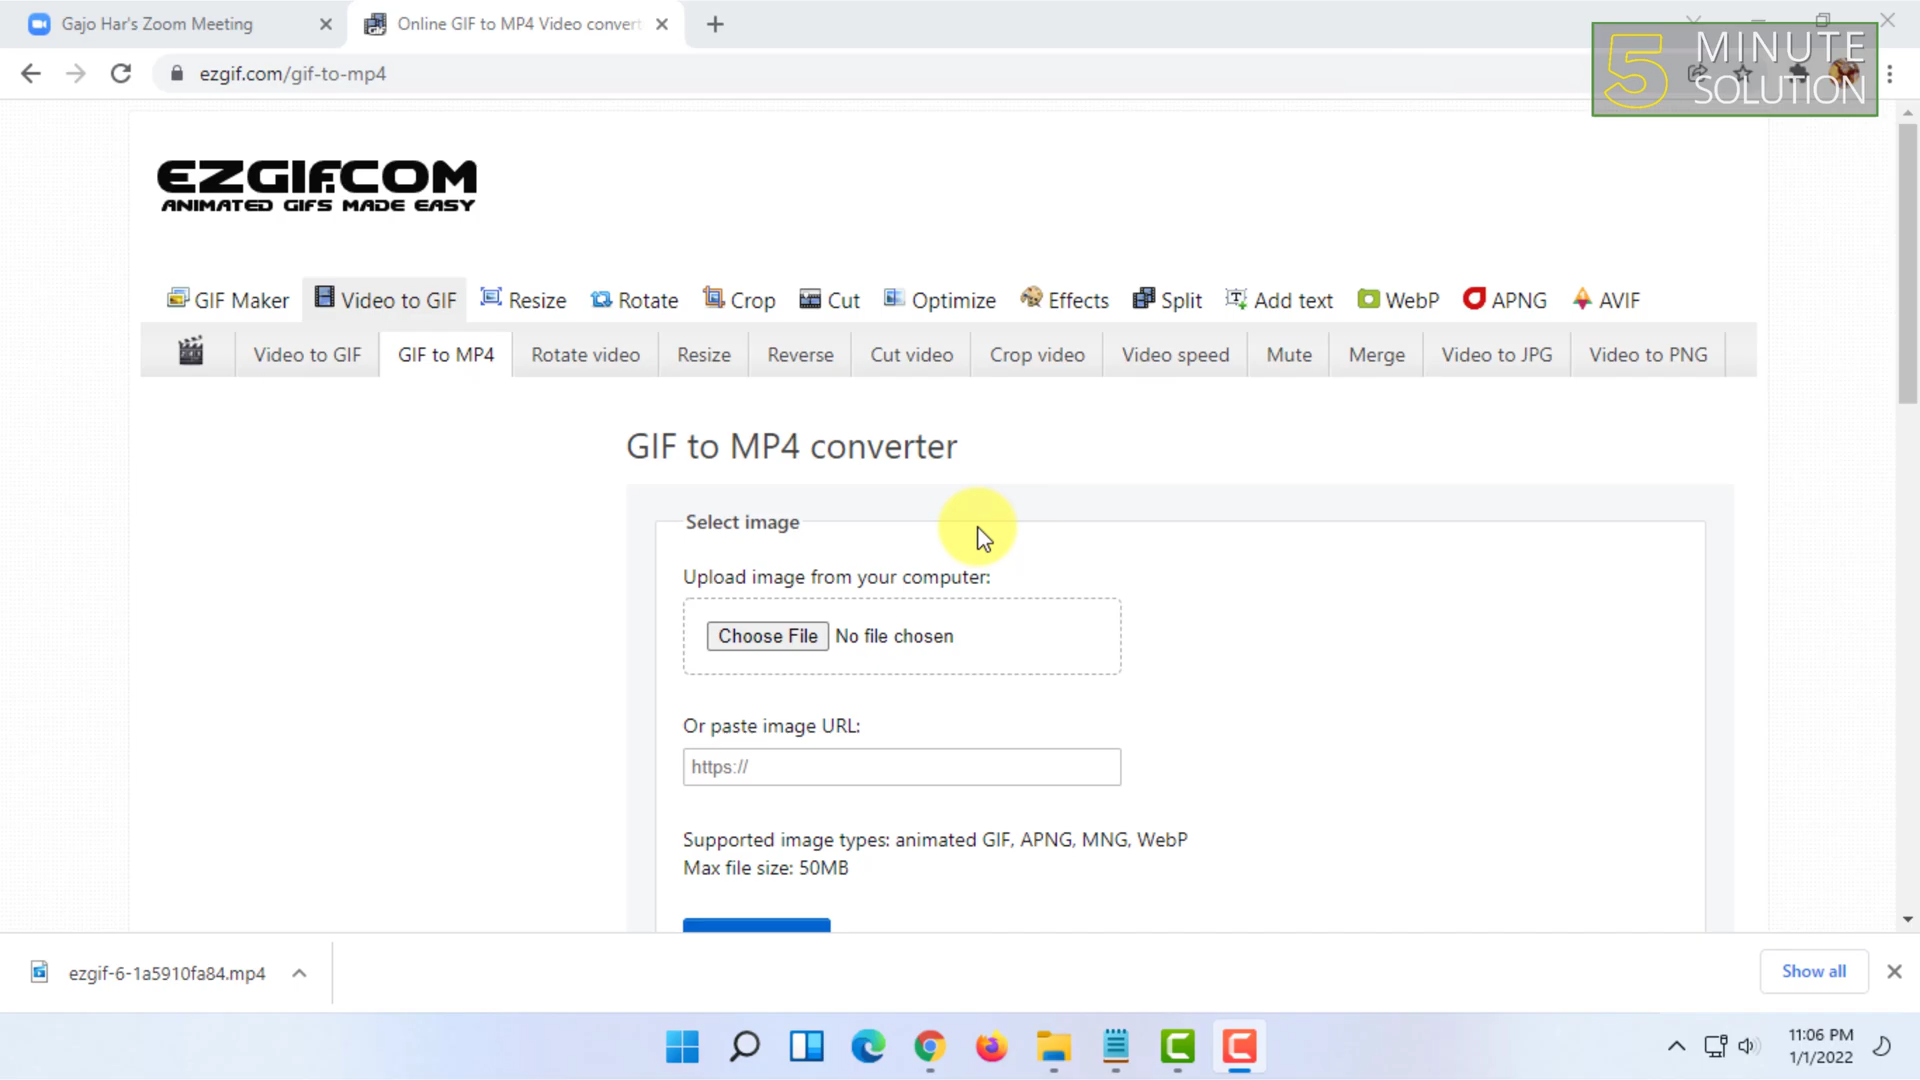 Gajo Har's Zoom Meeting
Online GIF to MP4 Video convert
5 MINUTE SOLUTION
ezgif.com/gif-to-mp4
EZGIF.COM
ANIMATED GIFS MADE EASY
GIF Maker Video to GIF Resize Rotate Crop Cut Optimize Effects Split Add text WebP APNG AVIF
Video to GIF GIF to MP4 Rotate video Resize Reverse Cut video Crop video Video speed Mute Merge Video to JPG Video to PNG
GIF to MP4 converter
Select image
Upload image from your computer:
Choose File No file chosen
Or paste image URL:
https://
Supported image types: animated GIF, APNG, MNG, WebP
Max file size: 50MB
ezgif-6-1a5910fa84.mp4
Show all
11:06 PM
1/1/2022